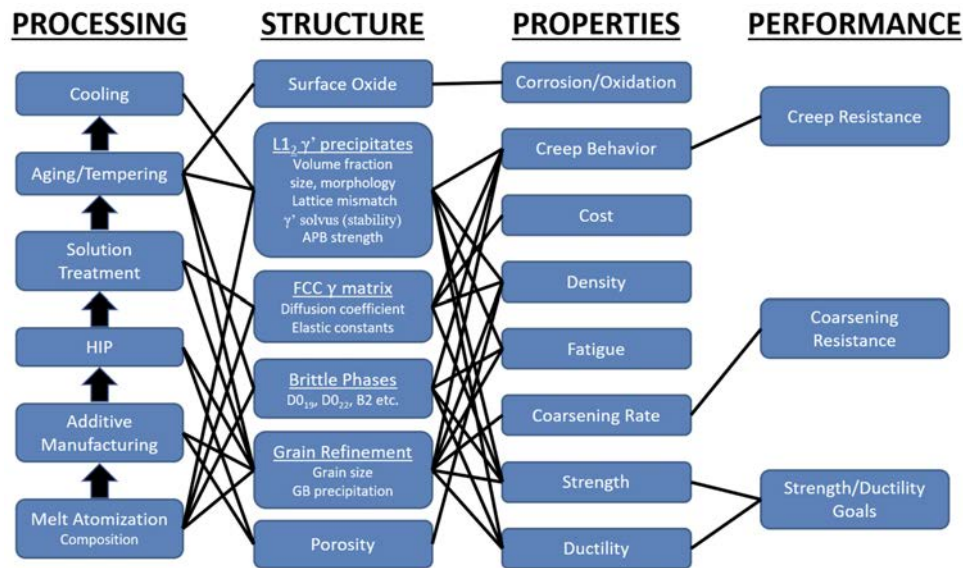 PROCESSING
STRUCTURE
PROPERTIES
PERFORMANCE
Cooling
Aging/Tempering
Solution
Treatment
HIP
Additive
Manufacturing
Melt Atomization
Composition
Surface Oxide
L1₂ γ' precipitates
Volume fraction
size, morphology
Lattice mismatch
γ' solvus (stability)
APB strength
FCC γ matrix
Diffusion coefficient
Elastic constants
Brittle Phases
D0₁₉, D0₂₂, B2 etc.
Grain Refinement
Grain size
GB precipitation
Porosity
Corrosion/Oxidation
Creep Behavior
Cost
Density
Fatigue
Coarsening Rate
Strength
Ductility
Creep Resistance
Coarsening
Resistance
Strength/Ductility
Goals